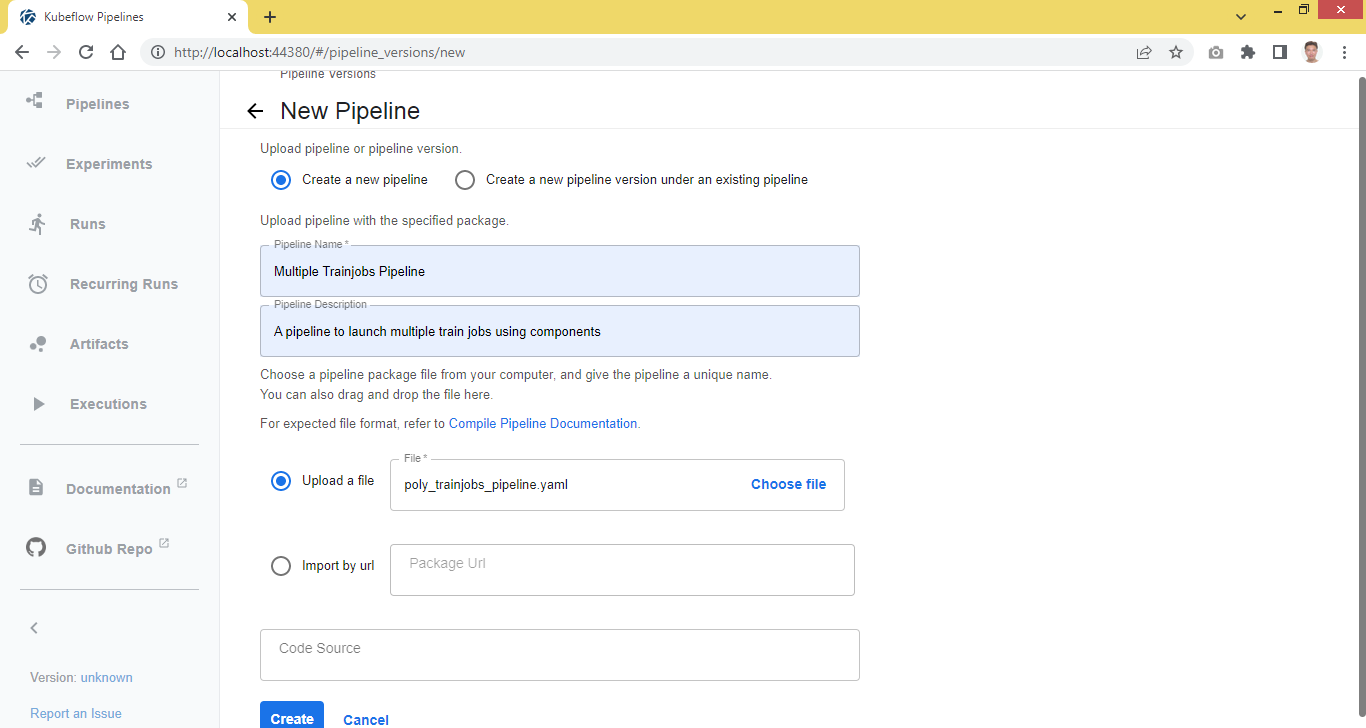 Kubeflow Pipelines
http://localhost:44380/#/pipeline_versions/new
Pipelines
Experiments
Runs
Recurring Runs
Artifacts
Executions
Documentation
Github Repo
Version: unknown
Report an Issue
Pipeline Versions
New Pipeline
Upload pipeline or pipeline version.
Create a new pipeline
Create a new pipeline version under an existing pipeline
Upload pipeline with the specified package.
Pipeline Name *
Multiple Trainjobs Pipeline
Pipeline Description
A pipeline to launch multiple train jobs using components
Choose a pipeline package file from your computer, and give the pipeline a unique name.
You can also drag and drop the file here.
For expected file format, refer to Compile Pipeline Documentation.
Upload a file
File *
poly_trainjobs_pipeline.yaml
Choose file
Import by url
Package Url
Code Source
Create
Cancel